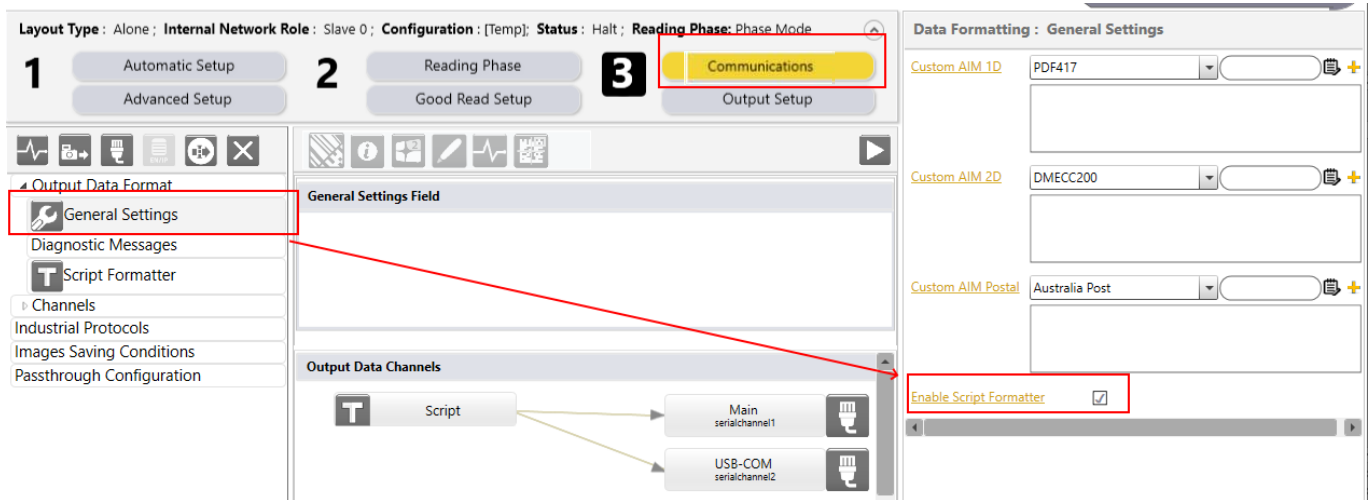 Layout Type : Alone ; Internal Network Role : Slave 0 ; Configuration : [Temp]; Status : Halt ; Reading Phase: Phase Mode
1
Automatic Setup
Advanced Setup
2
Reading Phase
Good Read Setup
3
Communications
Output Setup
Output Data Format
General Settings
Diagnostic Messages
T
Script Formatter
Channels
Industrial Protocols
Images Saving Conditions
Passthrough Configuration
General Settings Field
Output Data Channels
T
Script
Main
serialchannel1
USB-COM
serialchannel2
Data Formatting : General Settings
Custom AIM 1D
PDF417
Custom AIM 2D
DMECC200
Custom AIM Postal
Australia Post
Enable Script Formatter